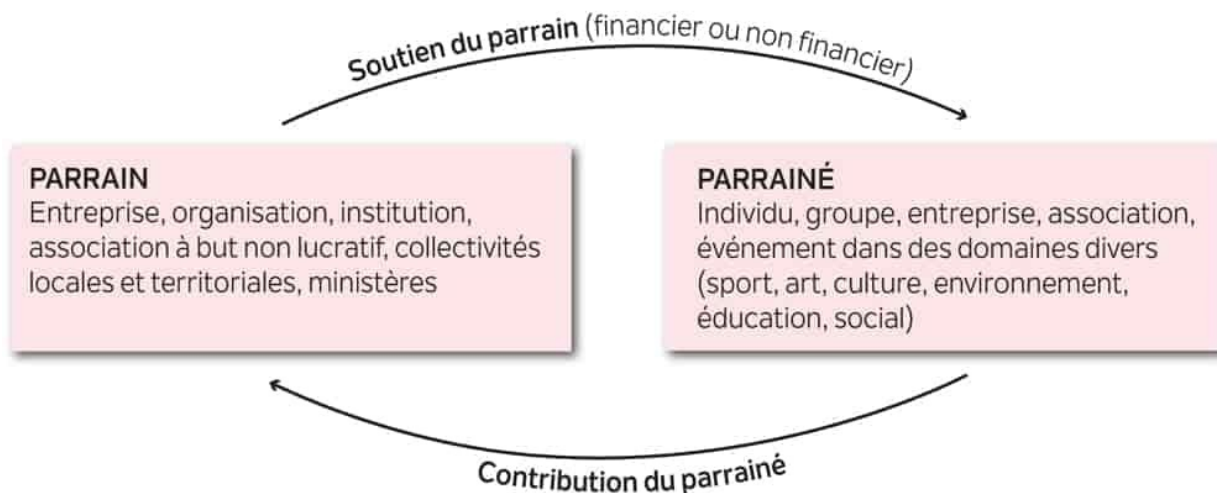 Soutien du parrain (financier ou non financier)
PARRAIN
Entreprise, organisation, institution,
association à but non lucratif, collectivités
locales et territoriales, ministères
PARRAINÉ
Individu, groupe, entreprise, association,
événement dans des domaines divers
(sport, art, culture, environnement,
éducation, social)
Contribution du parrainé